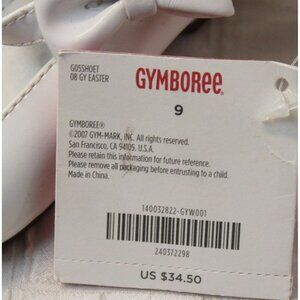 G05SHOET
08 GY EASTER
GYMBOREE
9
GYMBOREE®
©2007 GYM-MARK, INC. All rights reserved.
San Francisco, CA 94105. U.S.A.
Please retain this information for future reference.
Please remove all packaging before entrusting to a child.
Made in China.
140032822-GYW001
240372298
US $34.50